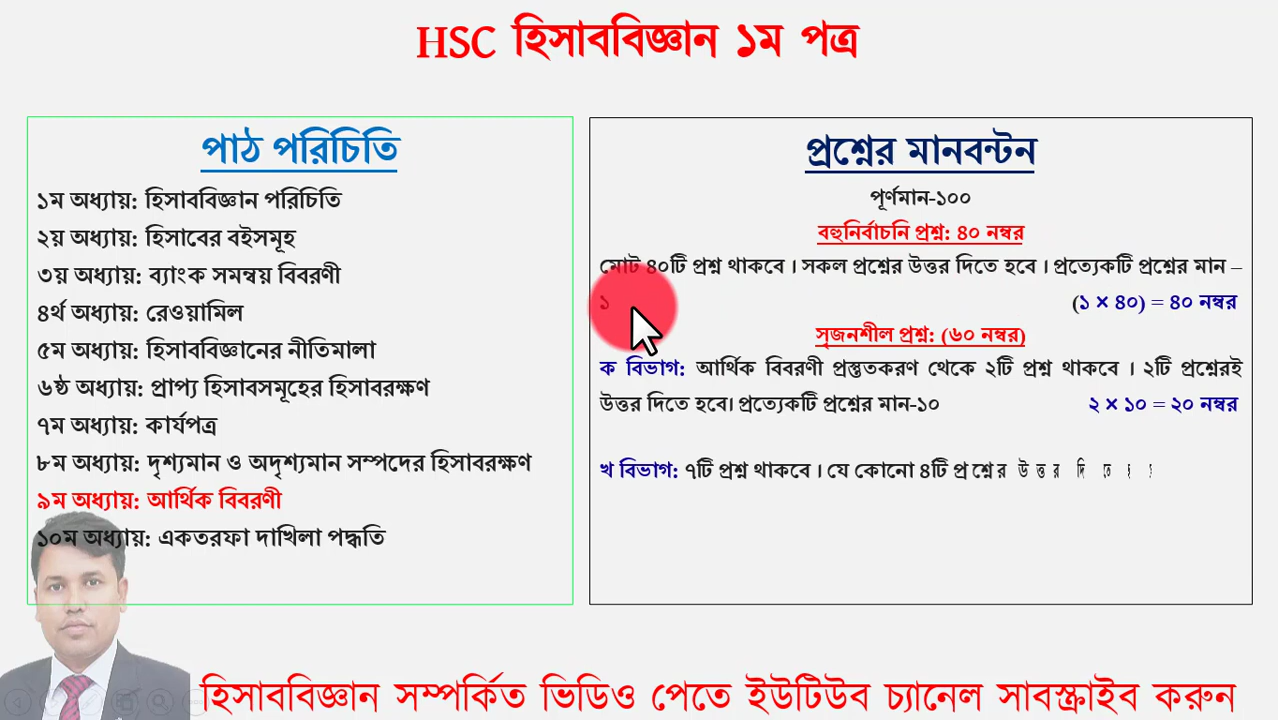 HSC হিসাববিজ্ঞান ১ম পত্র
পাঠ পরিচিতি
১ম অধ্যায়: হিসাববিজ্ঞান পরিচিতি
২য় অধ্যায়: হিসাবের বইসমূহ
৩য় অধ্যায়: ব্যাংক সমন্বয় বিবরণী
৪র্থ অধ্যায়: রেওয়ামিল
৫ম অধ্যায়: হিসাববিজ্ঞানের নীতিমালা
৬ষ্ঠ অধ্যায়: প্রাপ্য হিসাবসমূহের হিসাবরক্ষণ
৭ম অধ্যায়: কার্যপত্র
৮ম অধ্যায়: দৃশ্যমান ও অদৃশ্যমান সম্পদের হিসাবরক্ষণ
৯ম অধ্যায়: আর্থিক বিবরণী
১০ম অধ্যায়: একতরফা দাখিলা পদ্ধতি
প্রশ্নের মানবন্টন
পূর্ণমান-১০০
বহুনির্বাচনি প্রশ্ন: ৪০ নম্বর
মোট ৪০টি প্রশ্ন থাকবে। সকল প্রশ্নের উত্তর দিতে হবে। প্রত্যেকটি প্রশ্নের মান –
১ (১ × ৪০) = ৪০ নম্বর
সৃজনশীল প্রশ্ন: (৬০ নম্বর)
ক বিভাগ: আর্থিক বিবরণী প্রস্তুতকরণ থেকে ২টি প্রশ্ন থাকবে। ২টি প্রশ্নেরই
উত্তর দিতে হবে। প্রত্যেকটি প্রশ্নের মান-১০ ২ × ১০ = ২০ নম্বর
খ বিভাগ: ৭টি প্রশ্ন থাকবে। যে কোনো ৪টি প্রশ্নের উত্তর দিতে
হিসাববিজ্ঞান সম্পর্কিত ভিডিও পেতে ইউটিউব চ্যানেল সাবস্ক্রাইব করুন